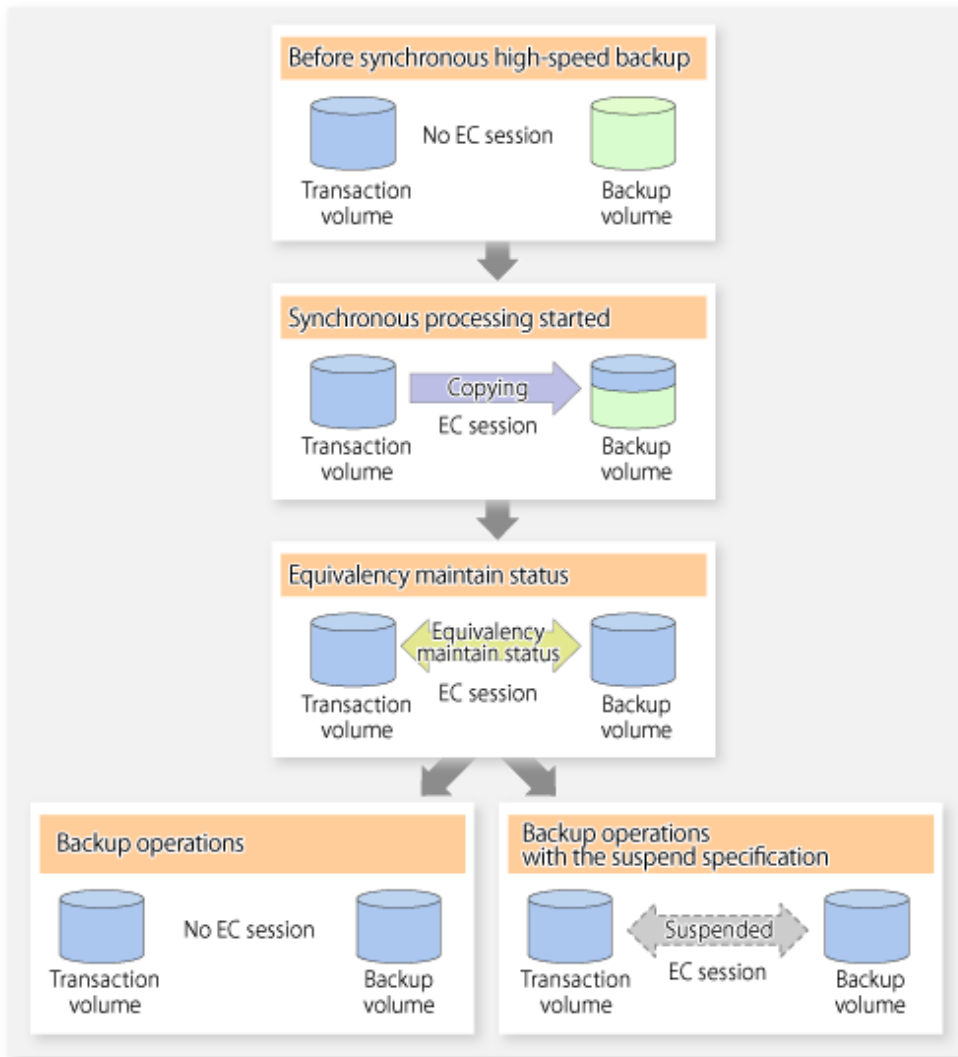 Before synchronous high-speed backup
No EC session
Transaction
volume
Backup
volume
Synchronous processing started
Copying
EC session
Transaction
volume
Backup
volume
Equivalency maintain status
Equivalency
maintain status
EC session
Transaction
volume
Backup
volume
Backup operations
No EC session
Transaction
volume
Backup
volume
Backup operations
with the suspend specification
Suspended
EC session
Transaction
volume
Backup
volume